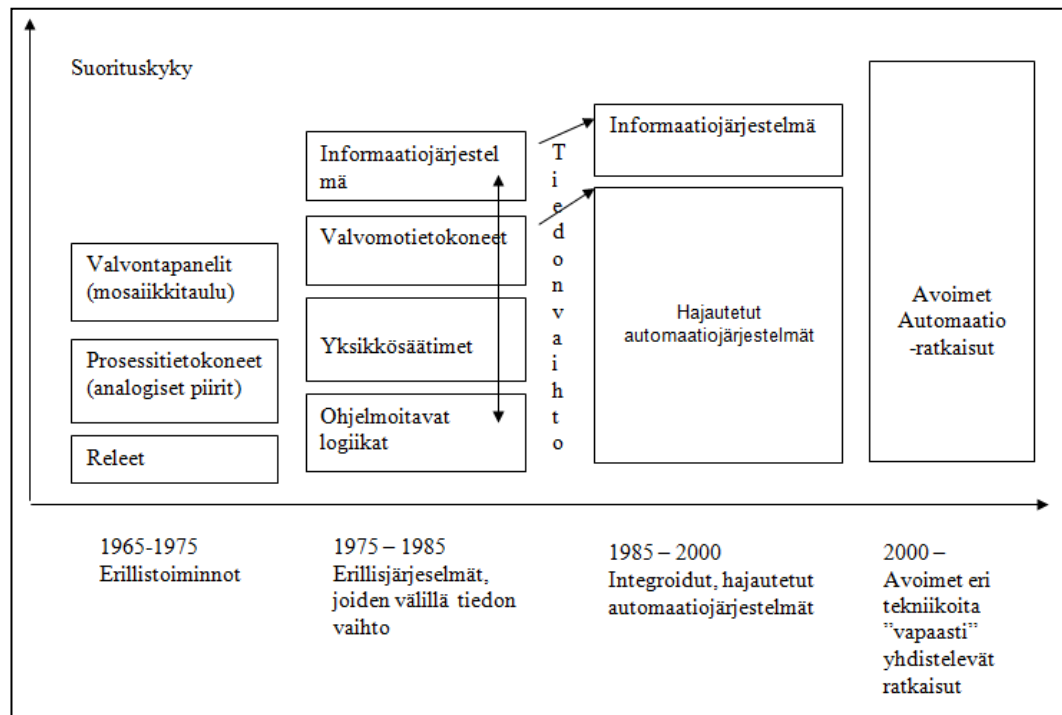 Suorituskyky
Valvontapanelit
(mosaiikkitaulu)
Prosessitietokoneet
(analogiset piirit)
Releet
Informaatiojärjestel
mä
Valvomotietokoneet
Yksikkösäätimet
Ohjelmoitavat
logiikat
T
i
e
d
o
n
v
a
i
h
t
o
Informaatiojärjestelmä
Hajautetut
automaatiojärjestelmät
Avoimet
Automaatio
-ratkaisut
1965-1975
Erillistoiminnot
1975 – 1985
Erillisjärjeselmät,
joiden välillä tiedon
vaihto
1985 – 2000
Integroidut, hajautetut
automaatiojärjestelmät
2000 –
Avoimet eri
tekniikoita
”vapaasti”
yhdistelevät
ratkaisut